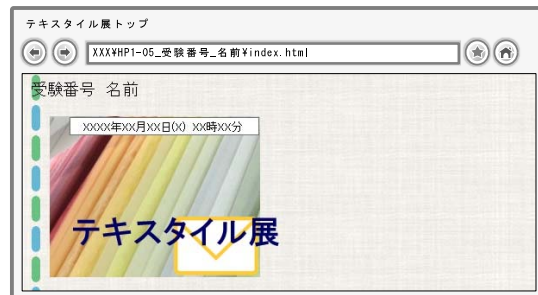 テキスタイル展トップ
XXX¥HP1-05_受験番号_名前¥index.html
受験番号 名前
XXXX年XX月XX日(X) XX時XX分
テキスタイル展